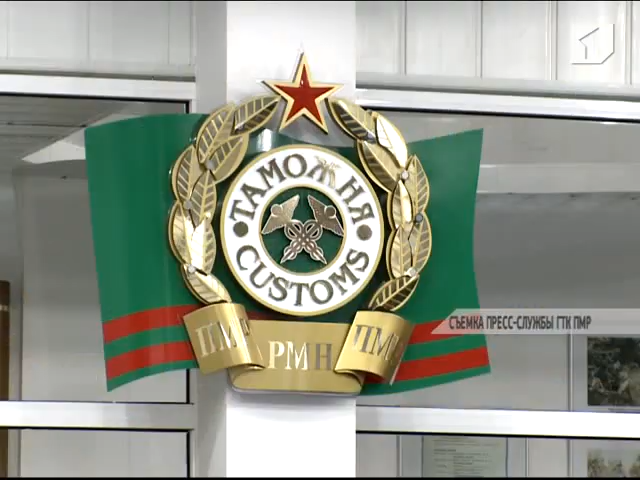 ТАМОЖНЯ
CUSTOMS
ПМР
РМН
ПМР
СЪЕМКА ПРЕСС-СЛУЖБЫ ГТК ПМР